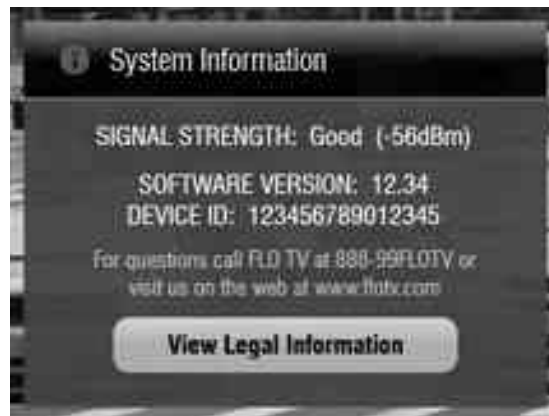 System Information
SIGNAL STRENGTH: Good (-56dBm)
SOFTWARE VERSION: 12.34
DEVICE ID: 123456789012345
For questions call FLO TV at 888-99FLOTV or
visit us on the web at www.flotv.com
View Legal Information